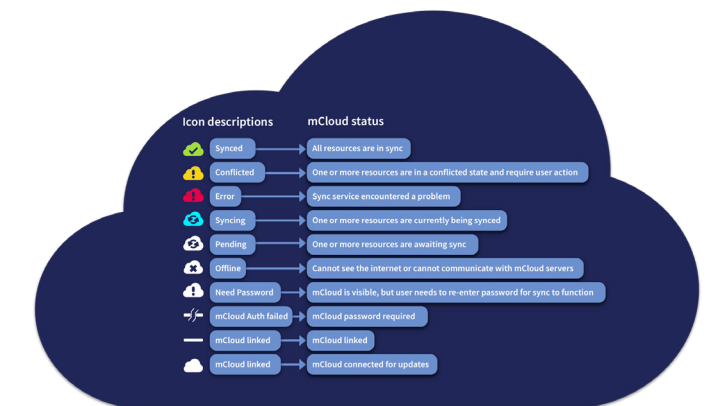 Icon descriptions mCloud status
Synced All resources are in sync
Conflicted One or more resources are in a conflicted state and require user action
Error Sync service encountered a problem
Syncing One or more resources are currently being synced
Pending One or more resources are awaiting sync
Offline Cannot see the internet or cannot communicate with mCloud servers
Need Password mCloud is visible, but user needs to re-enter password for sync to function
mCloud Auth failed mCloud password required
mCloud linked mCloud linked
mCloud linked mCloud connected for updates